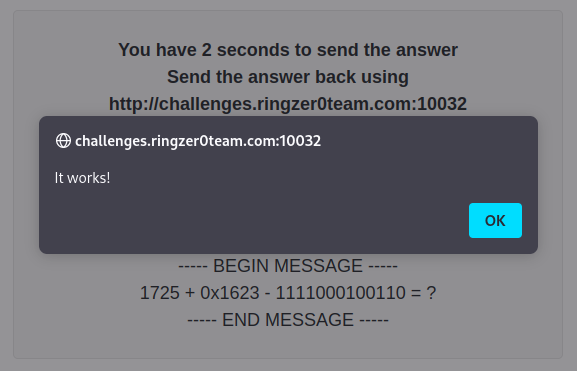 You have 2 seconds to send the answer
Send the answer back using
http://challenges.ringzer0team.com:10032
challenges.ringzer0team.com:10032
It works!
OK
----- BEGIN MESSAGE -----
1725 + 0x1623 - 1111000100110 = ?
----- END MESSAGE -----